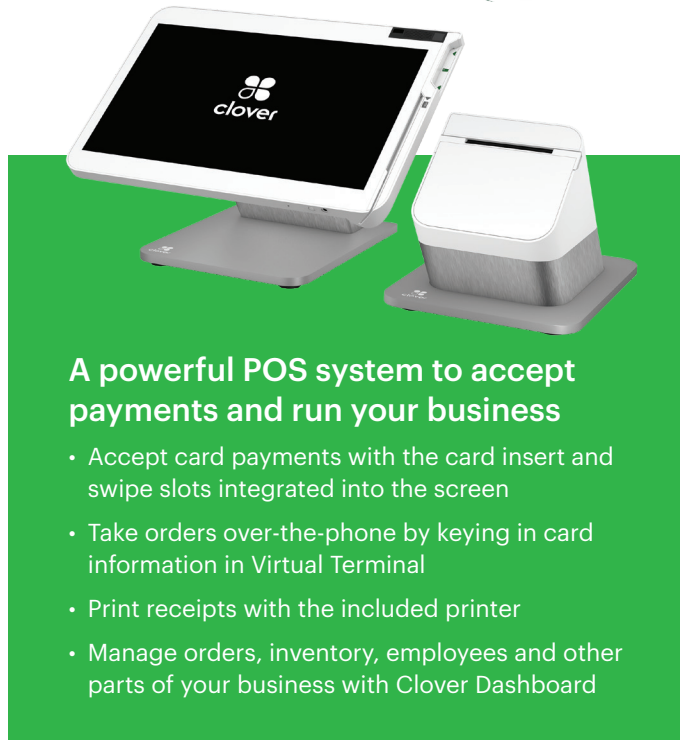 clover
clover
clover
A powerful POS system to accept
payments and run your business
• Accept card payments with the card insert and
swipe slots integrated into the screen
• Take orders over-the-phone by keying in card
information in Virtual Terminal
• Print receipts with the included printer
• Manage orders, inventory, employees and other
parts of your business with Clover Dashboard